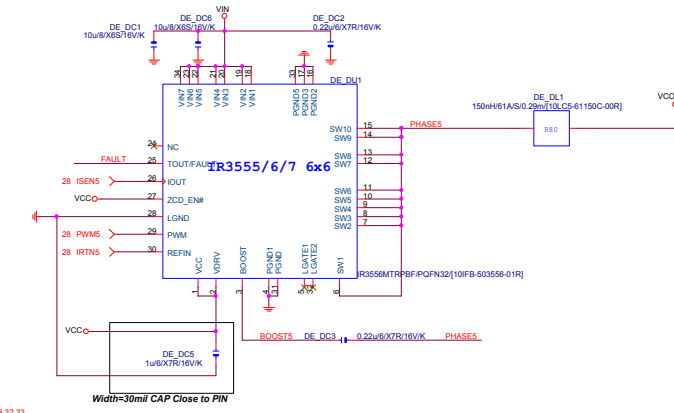 VIN
DE_DC1
10u/8/X6S/16V/K
DE_DC6
10u/8/X6S/16V/K
DE_DC2
0.22u/6/X7R/16V/K
34 23 22 21 20 19 18 33 17 16
VIN7 VIN6 VIN5 VIN4 VIN3 VIN2 VIN1 PGND5 PGND3 PGND2
DE_DU1
DE_DL1
150nH/61A/S/0.29m/[10LC5-61150C-00R]
VCO
R80
SW10 15 PHASE5
SW9 14
24 NC
SW8 13
FAULT 25 TOUT/FAULT
SW7 12
IR3555/6/7 6x6
28 ISEN5 26 IOUT
SW6 11
VCC 27 ZCD_EN#
SW5 10
SW4 9
28 LGND
SW3 8
SW2 7
28 PWM5 29 PWM
28 IRTN5 30 REFIN
VCC VDRV BOOST PGND1 PGND LGATE1 LGATE2 SW1
IR3556MTRPBF/PQFN32/[10IFB-503556-01R]
1 2 3 4 31 5 32 6
VCC
BOOST5 DE_DC3 0.22u/6/X7R/16V/K PHASE5
DE_DC5
1u/6/X7R/16V/K
Width=30mil CAP Close to PIN